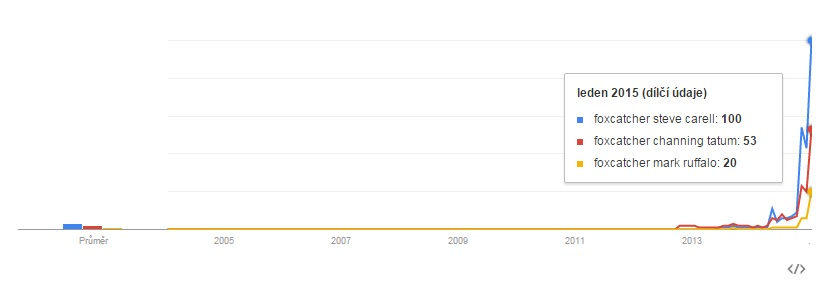 leden 2015 (dílčí údaje)
foxcatcher steve carell: 100
foxcatcher channing tatum: 53
foxcatcher mark ruffalo: 20
Průměr 2005 2007 2009 2011 2013
</>